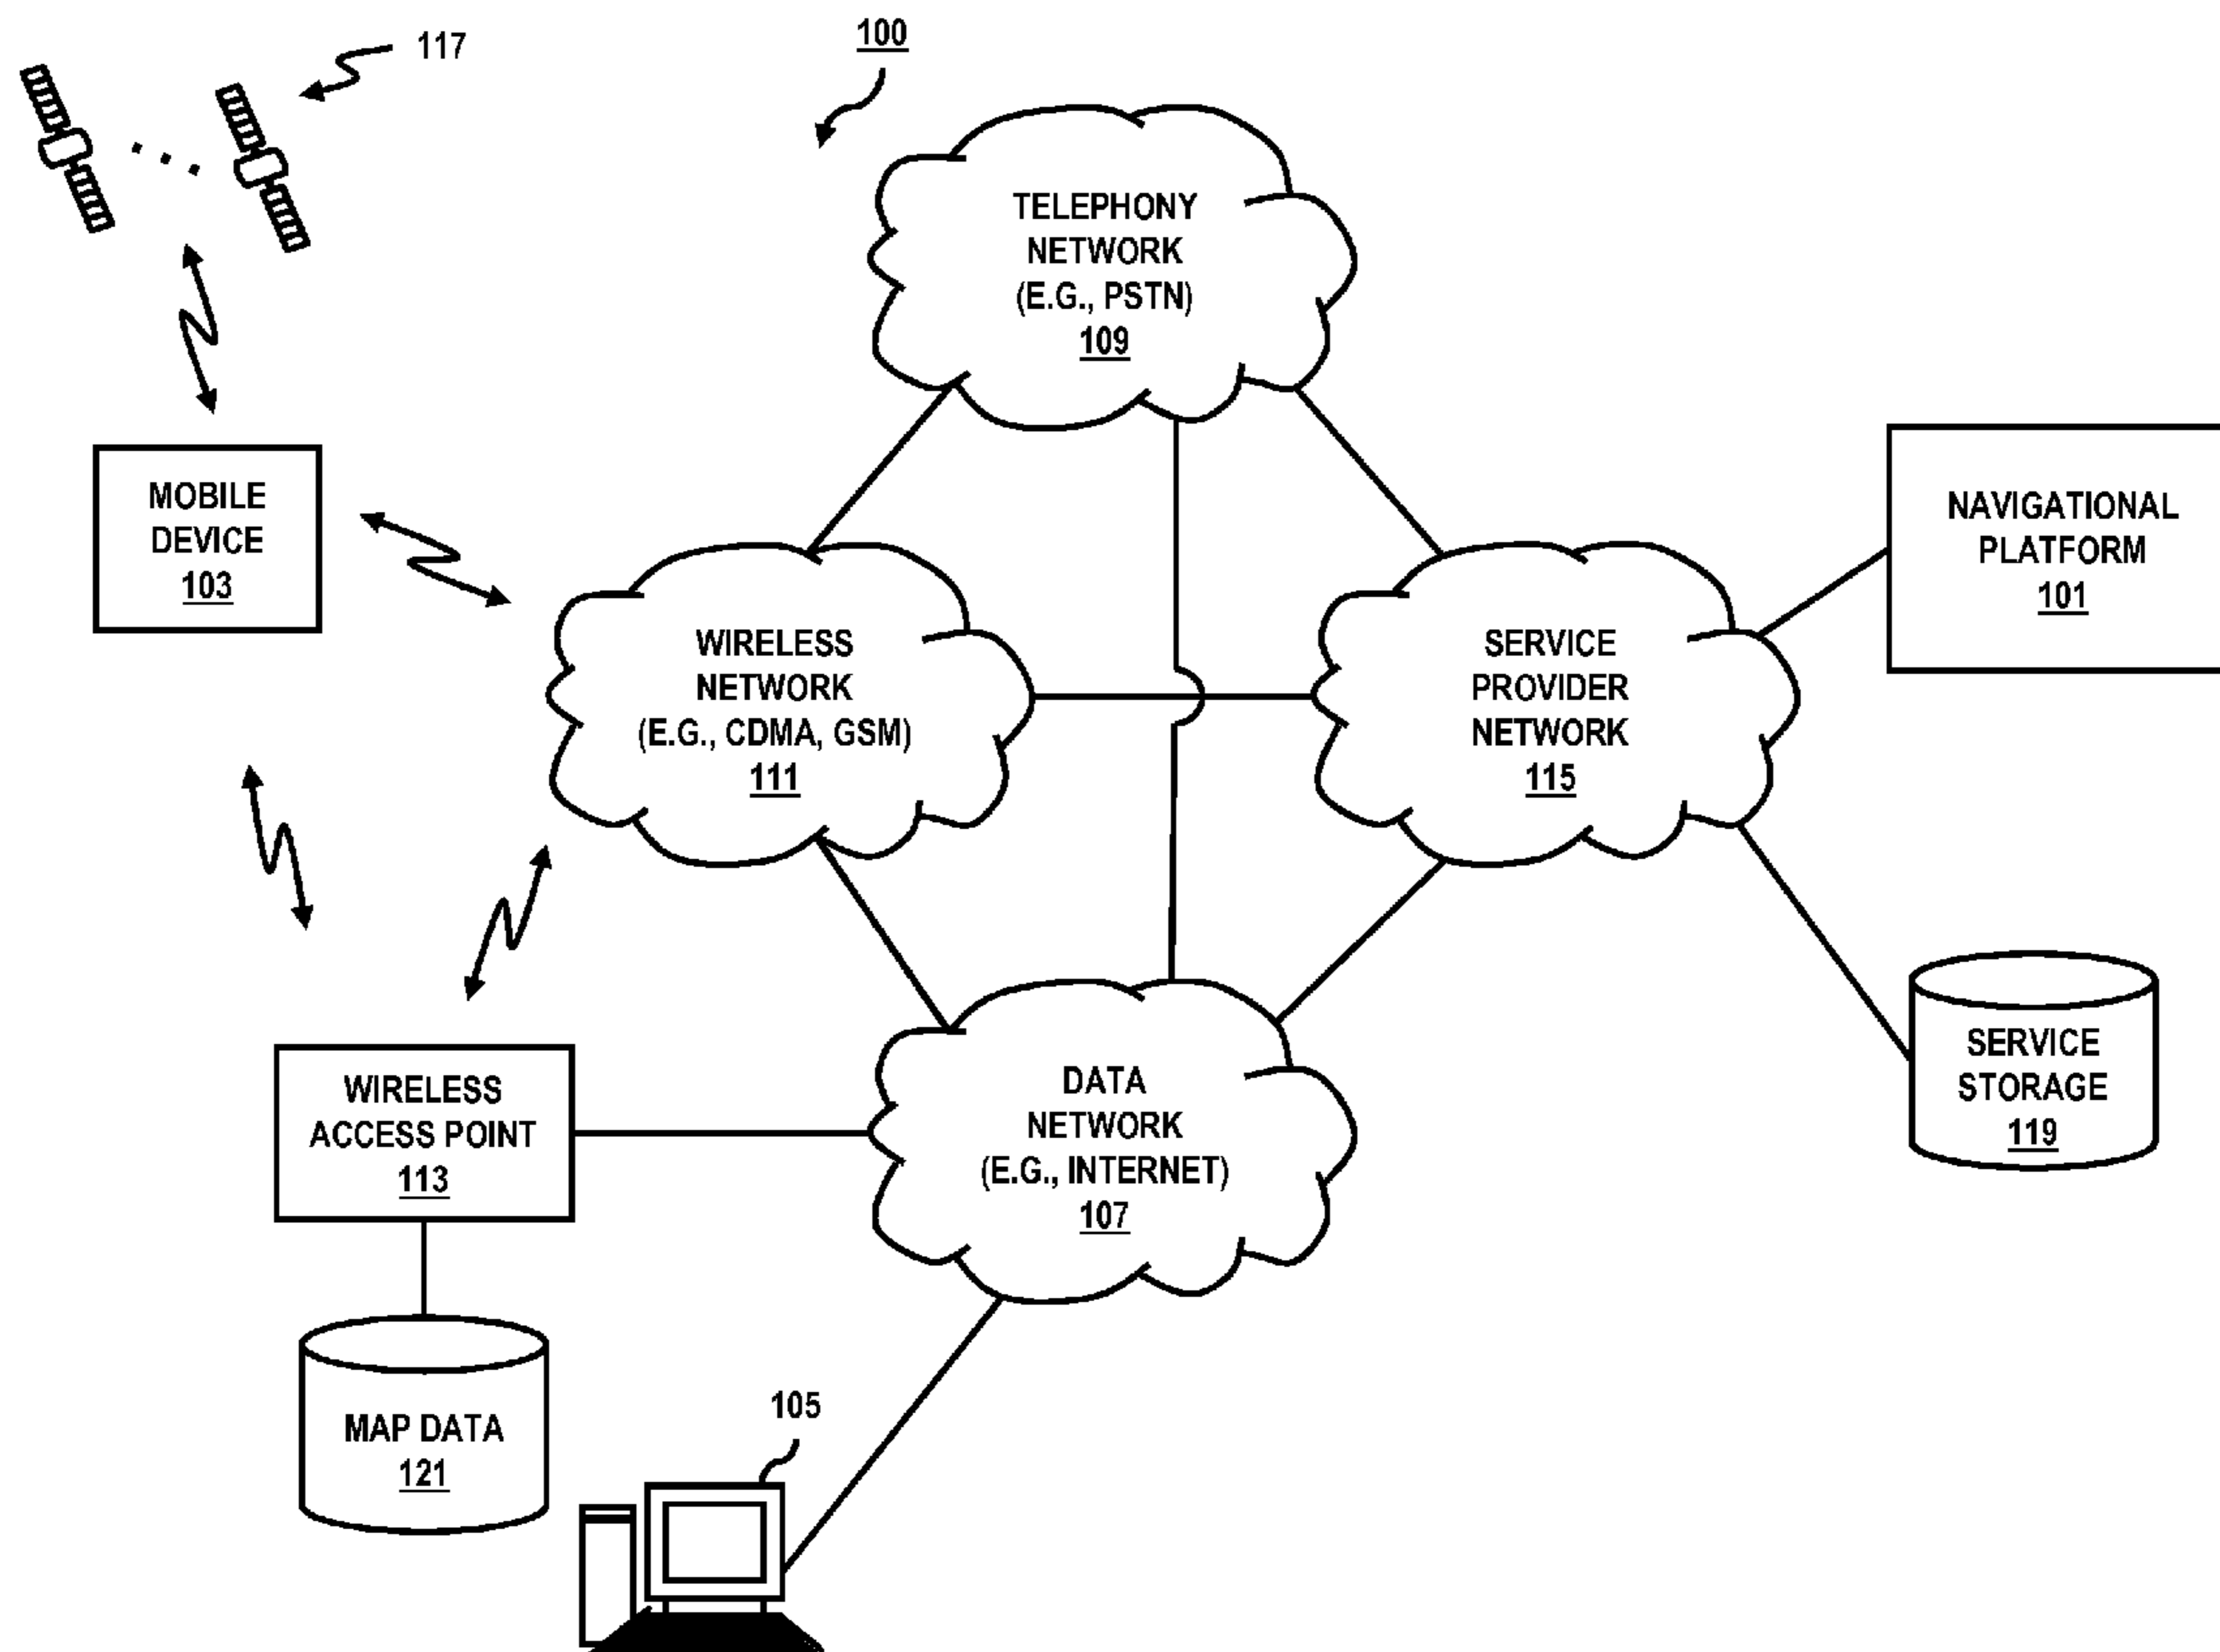 117
100
TELEPHONY
NETWORK
(E.G., PSTN)
109
MOBILE
DEVICE
103
NAVIGATIONAL
PLATFORM
101
WIRELESS
NETWORK
(E.G., CDMA, GSM)
111
SERVICE
PROVIDER
NETWORK
115
WIRELESS
ACCESS POINT
113
DATA
NETWORK
(E.G., INTERNET)
107
SERVICE
STORAGE
119
MAP DATA
121
105